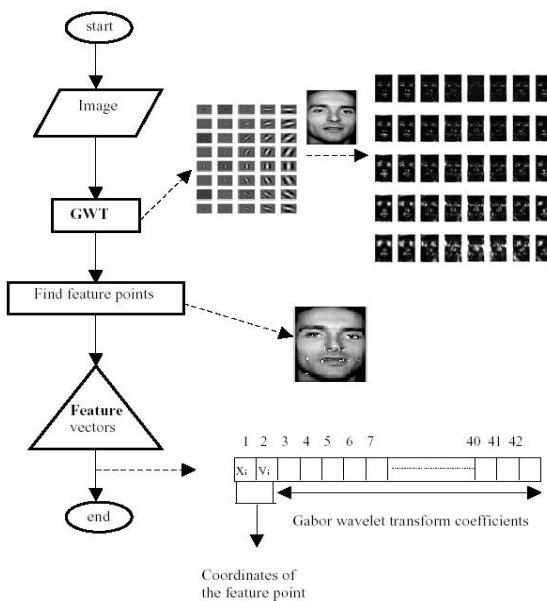 start
Image
GWT
Find feature points
Feature
vectors
1 2 3 4 5 6 7 40 41 42
xᵢ yᵢ
end
Gabor wavelet transform coefficients
Coordinates of
the feature point